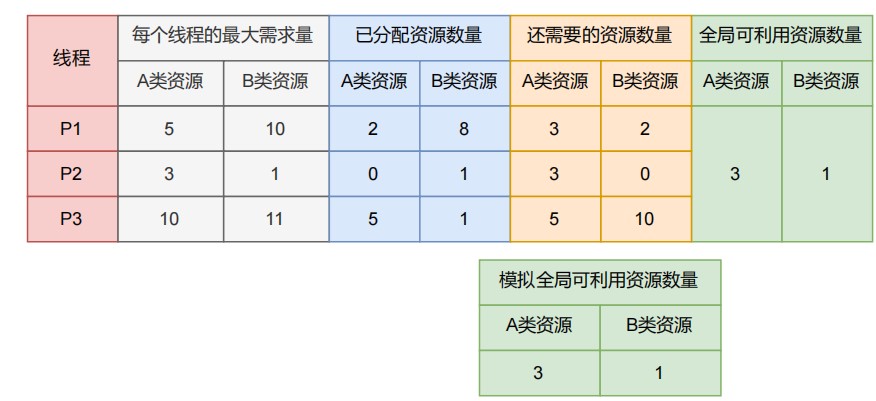 线程 每个线程的最大需求量 已分配资源数量 还需要的资源数量 全局可利用资源数量
A类资源 B类资源 A类资源 B类资源 A类资源 B类资源 A类资源 B类资源
P1 5 10 2 8 3 2
P2 3 1 0 1 3 0 3 1
P3 10 11 5 1 5 10
模拟全局可利用资源数量
A类资源 B类资源
3 1